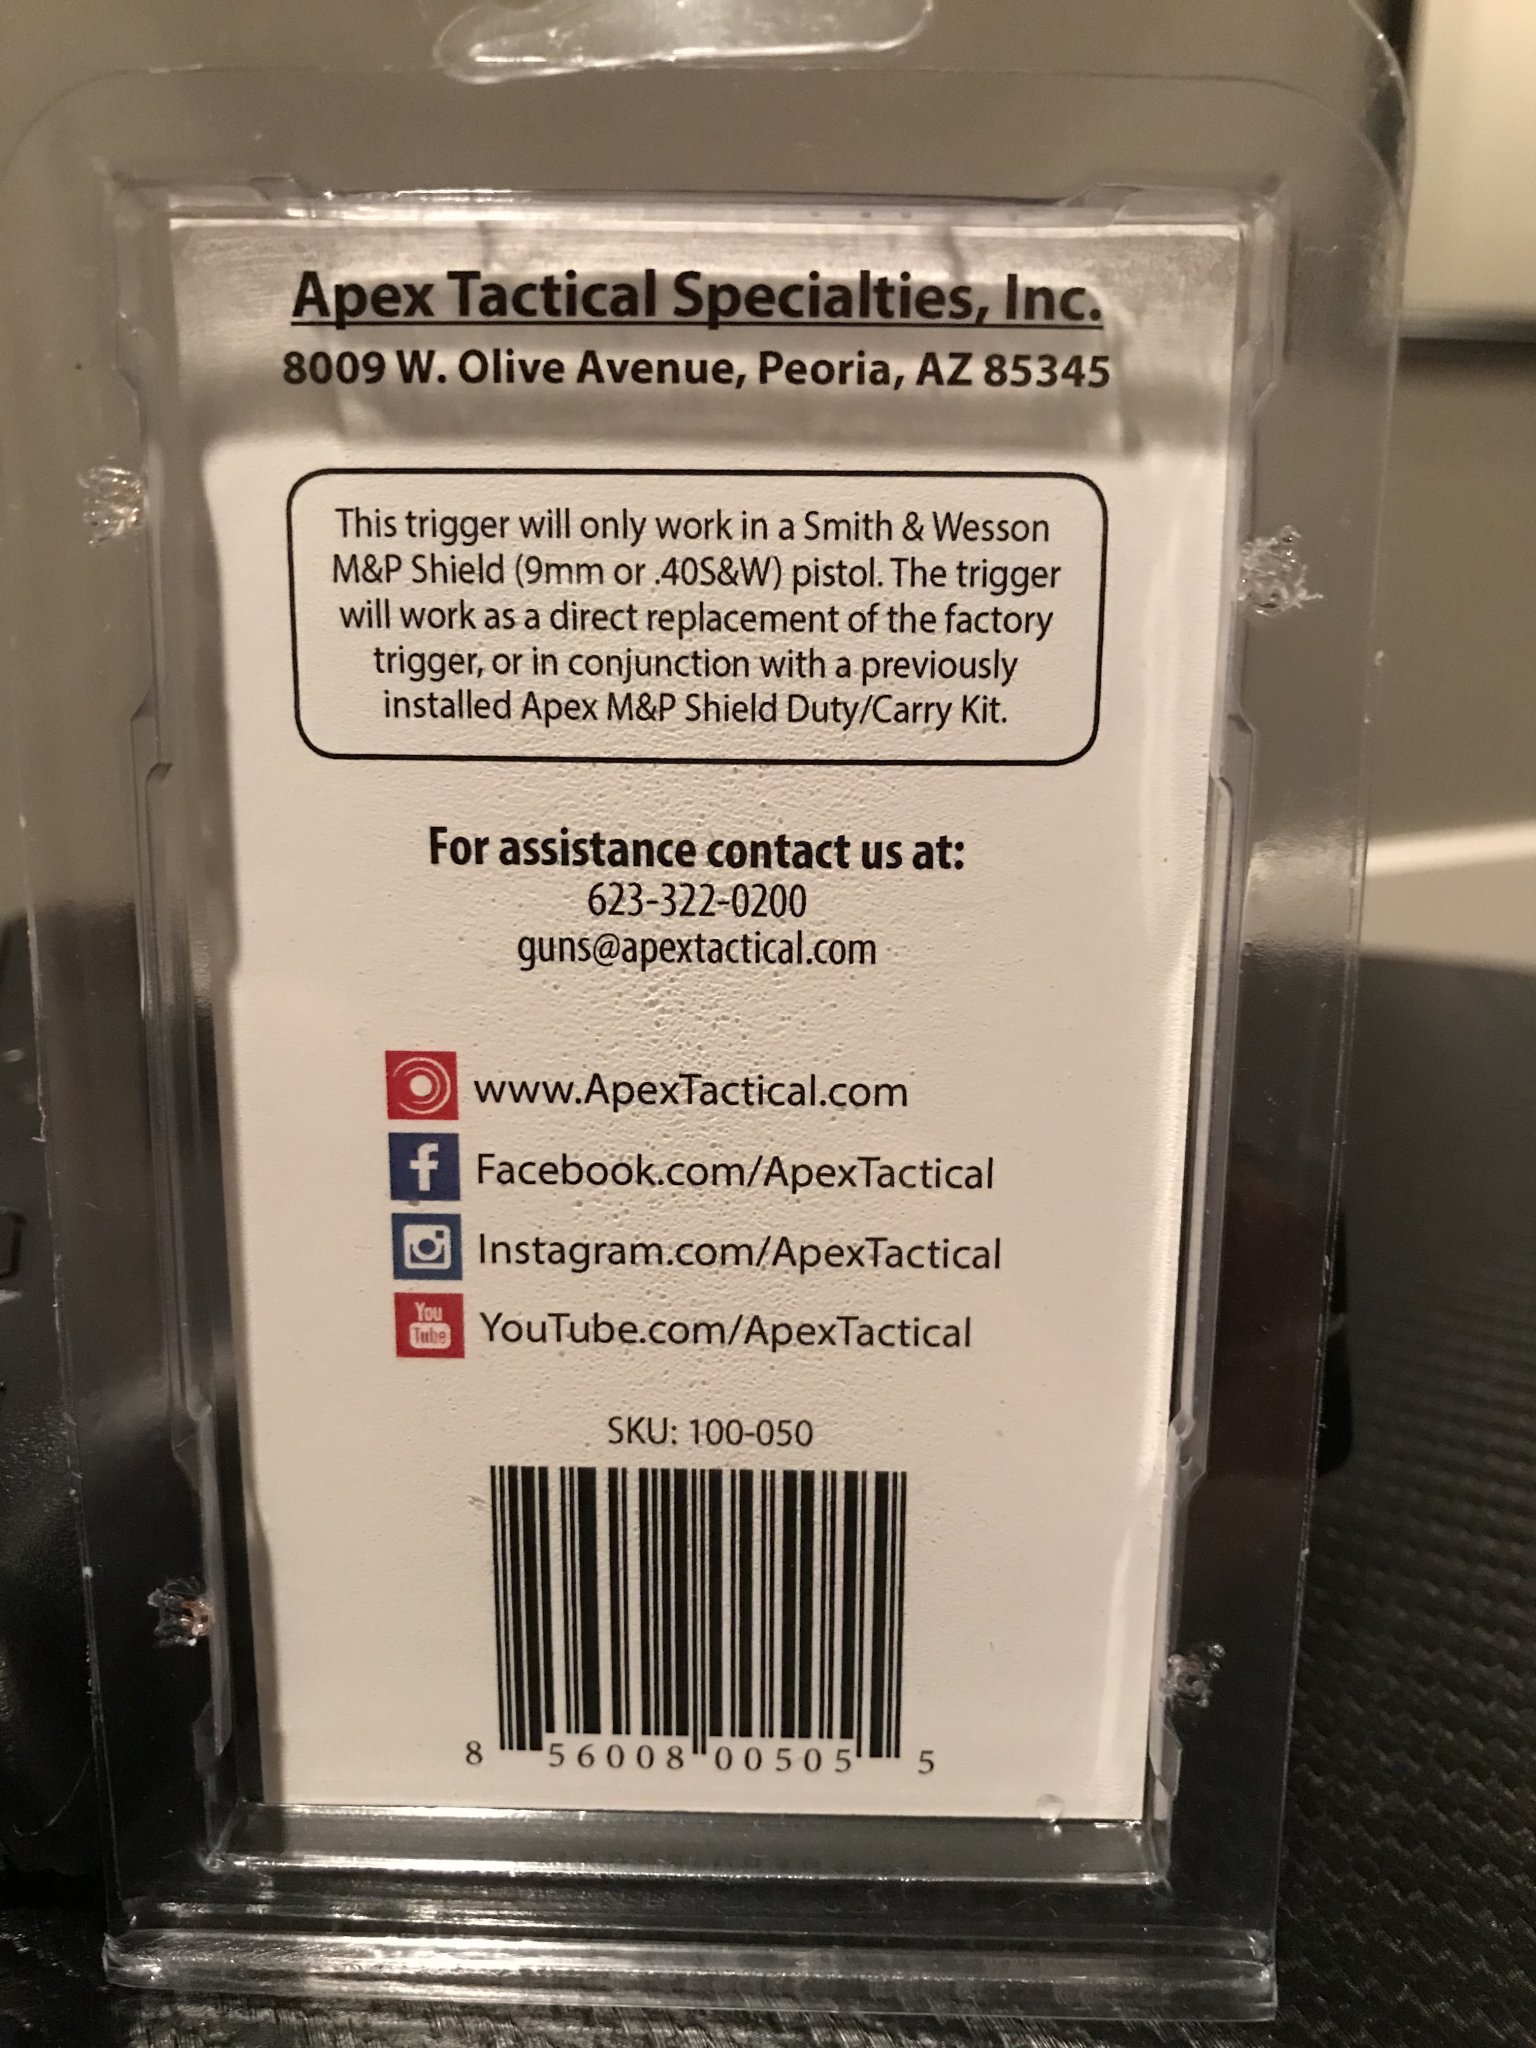 Apex Tactical Specialties, Inc.
8009 W. Olive Avenue, Peoria, AZ 85345
This trigger will only work in a Smith & Wesson
M&P Shield (9mm or .40S&W) pistol. The trigger
will work as a direct replacement of the factory
trigger, or in conjunction with a previously
installed Apex M&P Shield Duty/Carry Kit.
For assistance contact us at:
623-322-0200
guns@apextactical.com
www.ApexTactical.com
f Facebook.com/ApexTactical
Instagram.com/ApexTactical
You
Tube YouTube.com/ApexTactical
SKU: 100-050
8 56008 00505 5